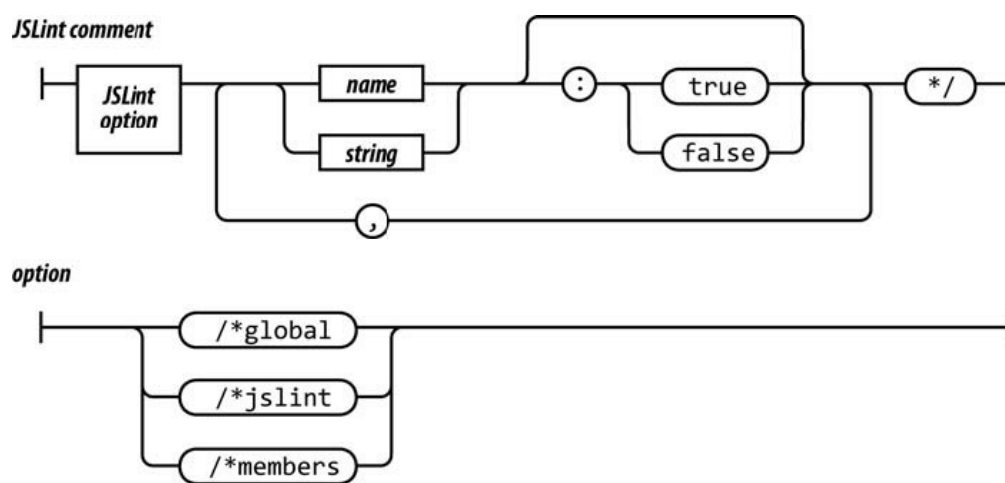 JSLint comment
JSLint
option
name
string
:
true
false
*/
,
option
/*global
/*jslint
/*members